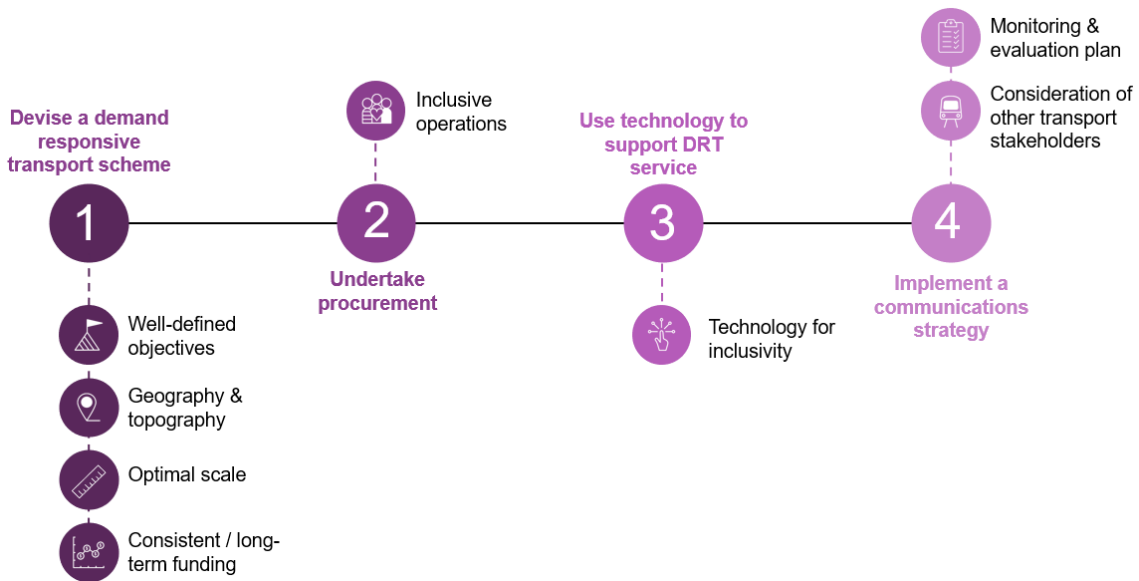 Devise a demand
responsive
transport scheme
1
Well-defined
objectives
Geography &
topography
Optimal scale
Consistent / long-
term funding
Inclusive
operations
2
Undertake
procurement
Use technology to
support DRT
service
3
Technology for
inclusivity
Monitoring &
evaluation plan
Consideration of
other transport
stakeholders
4
Implement a
communications
strategy